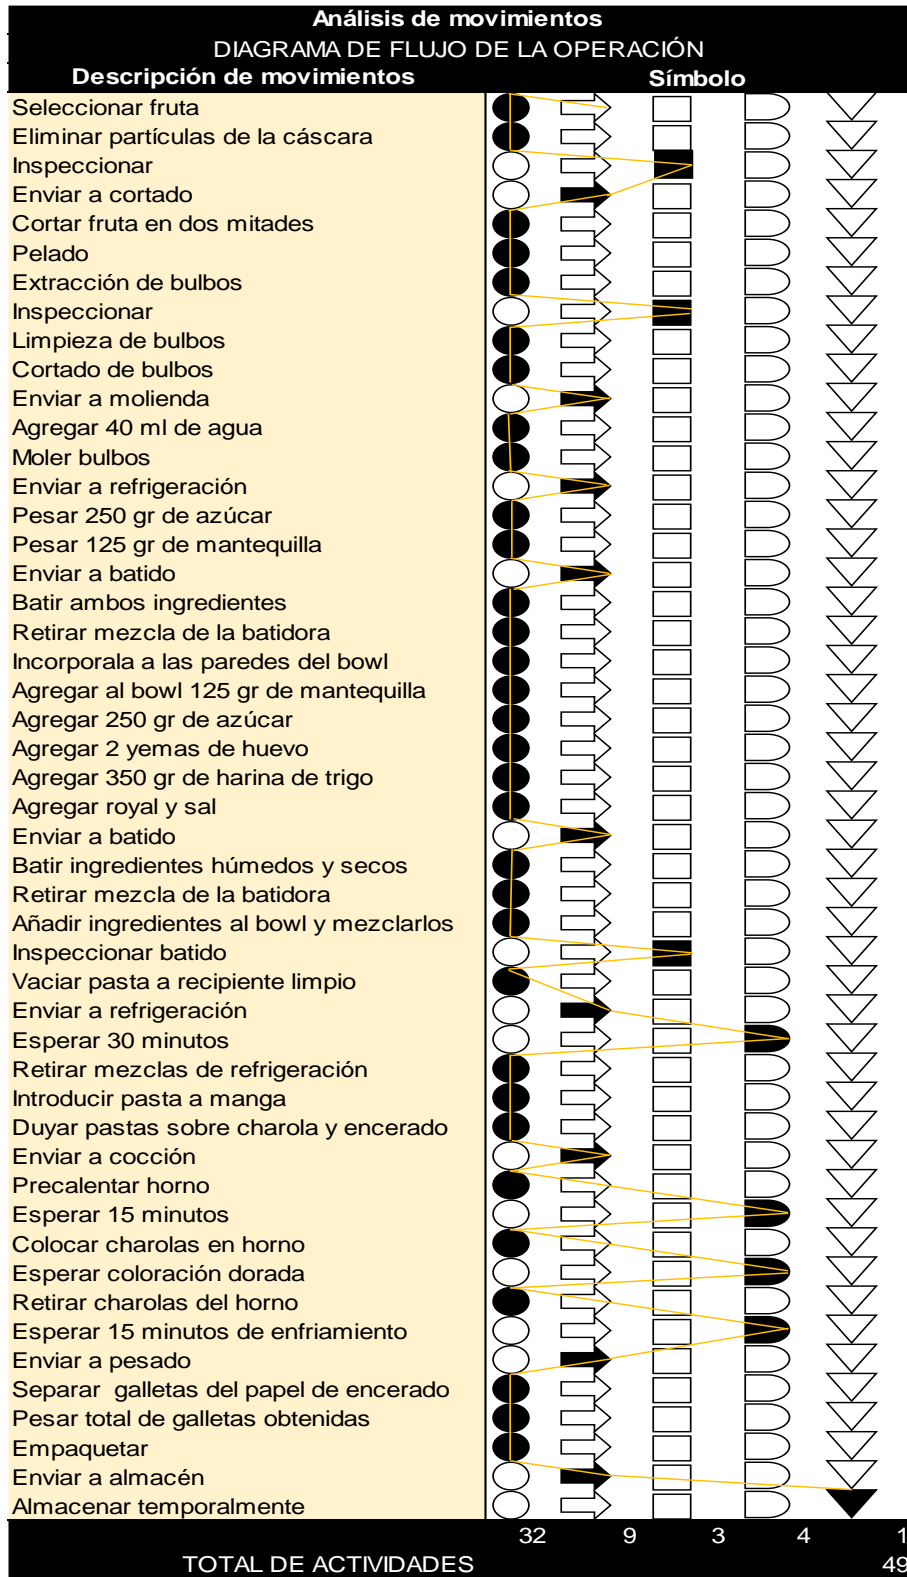 Análisis de movimientos
DIAGRAMA DE FLUJO DE LA OPERACIÓN
Descripción de movimientos Símbolo
Seleccionar fruta
Eliminar partículas de la cáscara
Inspeccionar
Enviar a cortado
Cortar fruta en dos mitades
Pelado
Extracción de bulbos
Inspeccionar
Limpieza de bulbos
Cortado de bulbos
Enviar a molienda
Agregar 40 ml de agua
Moler bulbos
Enviar a refrigeración
Pesar 250 gr de azúcar
Pesar 125 gr de mantequilla
Enviar a batido
Batir ambos ingredientes
Retirar mezcla de la batidora
Incorporala a las paredes del bowl
Agregar al bowl 125 gr de mantequilla
Agregar 250 gr de azúcar
Agregar 2 yemas de huevo
Agregar 350 gr de harina de trigo
Agregar royal y sal
Enviar a batido
Batir ingredientes húmedos y secos
Retirar mezcla de la batidora
Añadir ingredientes al bowl y mezclarlos
Inspeccionar batido
Vaciar pasta a recipiente limpio
Enviar a refrigeración
Esperar 30 minutos
Retirar mezclas de refrigeración
Introducir pasta a manga
Duyar pastas sobre charola y encerado
Enviar a cocción
Precalentar horno
Esperar 15 minutos
Colocar charolas en horno
Esperar coloración dorada
Retirar charolas del horno
Esperar 15 minutos de enfriamiento
Enviar a pesado
Separar galletas del papel de encerado
Pesar total de galletas obtenidas
Empaquetar
Enviar a almacén
Almacenar temporalmente
32 9 3 4 1
TOTAL DE ACTIVIDADES 49